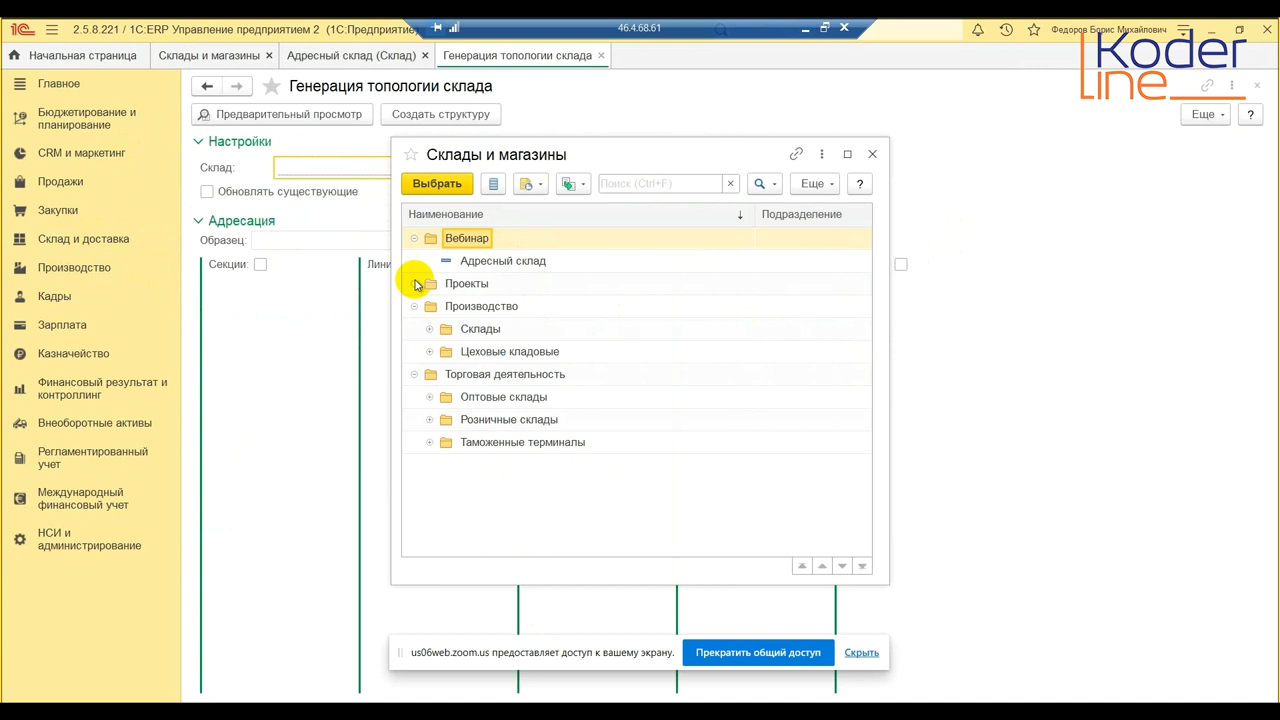 46.4.68.61
2.5.8.221 / 1C:ERP Управление предприятием 2 (1С:Предприятие)
Федоров Борис Михайлович
Koder
line
Начальная страница
Склады и магазины ×
Адресный склад (Склад) ×
Генерация топологии склада ×
Главное
Бюджетирование и
планирование
CRM и маркетинг
Продажи
Закупки
Склад и доставка
Производство
Кадры
Зарплата
Казначейство
Финансовый результат и
контроллинг
Внеоборотные активы
Регламентированный
учет
Международный
финансовый учет
НСИ и
администрирование
Генерация топологии склада
Предварительный просмотр
Создать структуру
Еще
?
Настройки
Склад:
Обновлять существующие
Адресация
Образец:
Секции:
Лини
Склады и магазины
Выбрать
Поиск (Ctrl+F)
×
Еще
?
Наименование ↓
Подразделение
Вебинар
Адресный склад
Проекты
Производство
Склады
Цеховые кладовые
Торговая деятельность
Оптовые склады
Розничные склады
Таможенные терминалы
us06web.zoom.us предоставляет доступ к вашему экрану.
Прекратить общий доступ
Скрыть